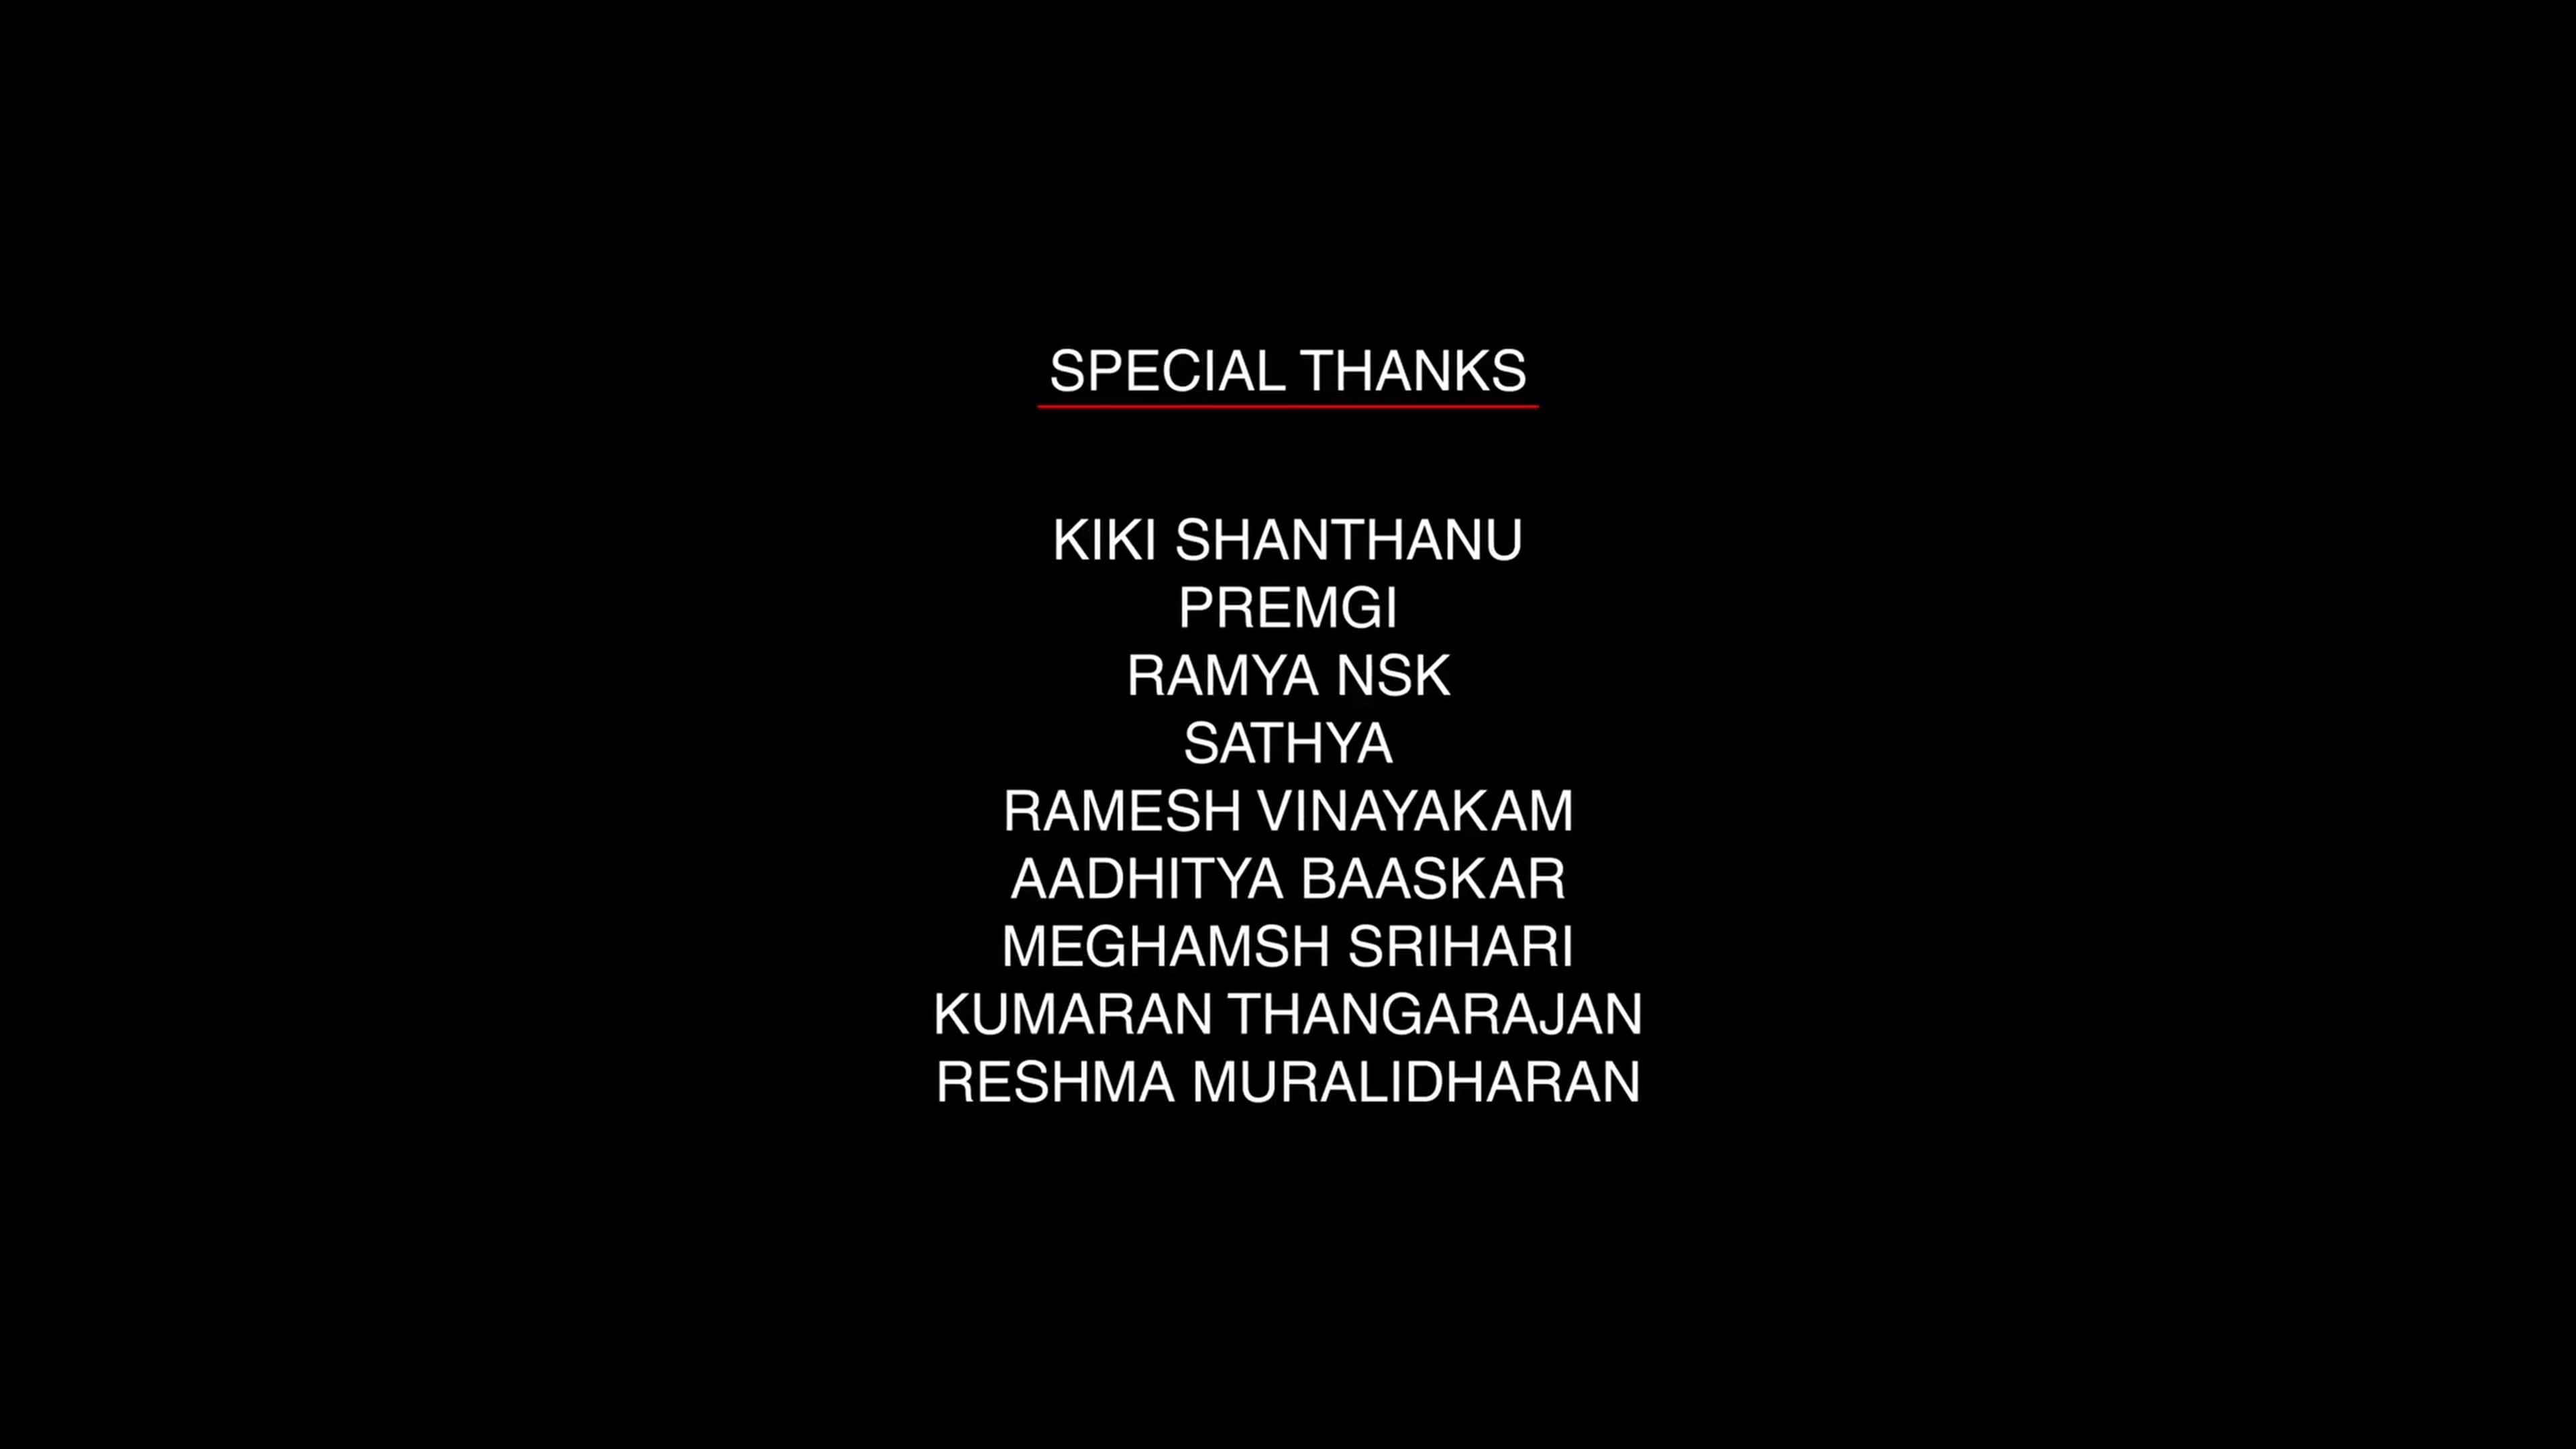 SPECIAL THANKS
KIKI SHANTHANU
PREMGI
RAMYA NSK
SATHYA
RAMESH VINAYAKAM
AADHITYA BAASKAR
MEGHAMSH SRIHARI
KUMARAN THANGARAJAN
RESHMA MURALIDHARAN